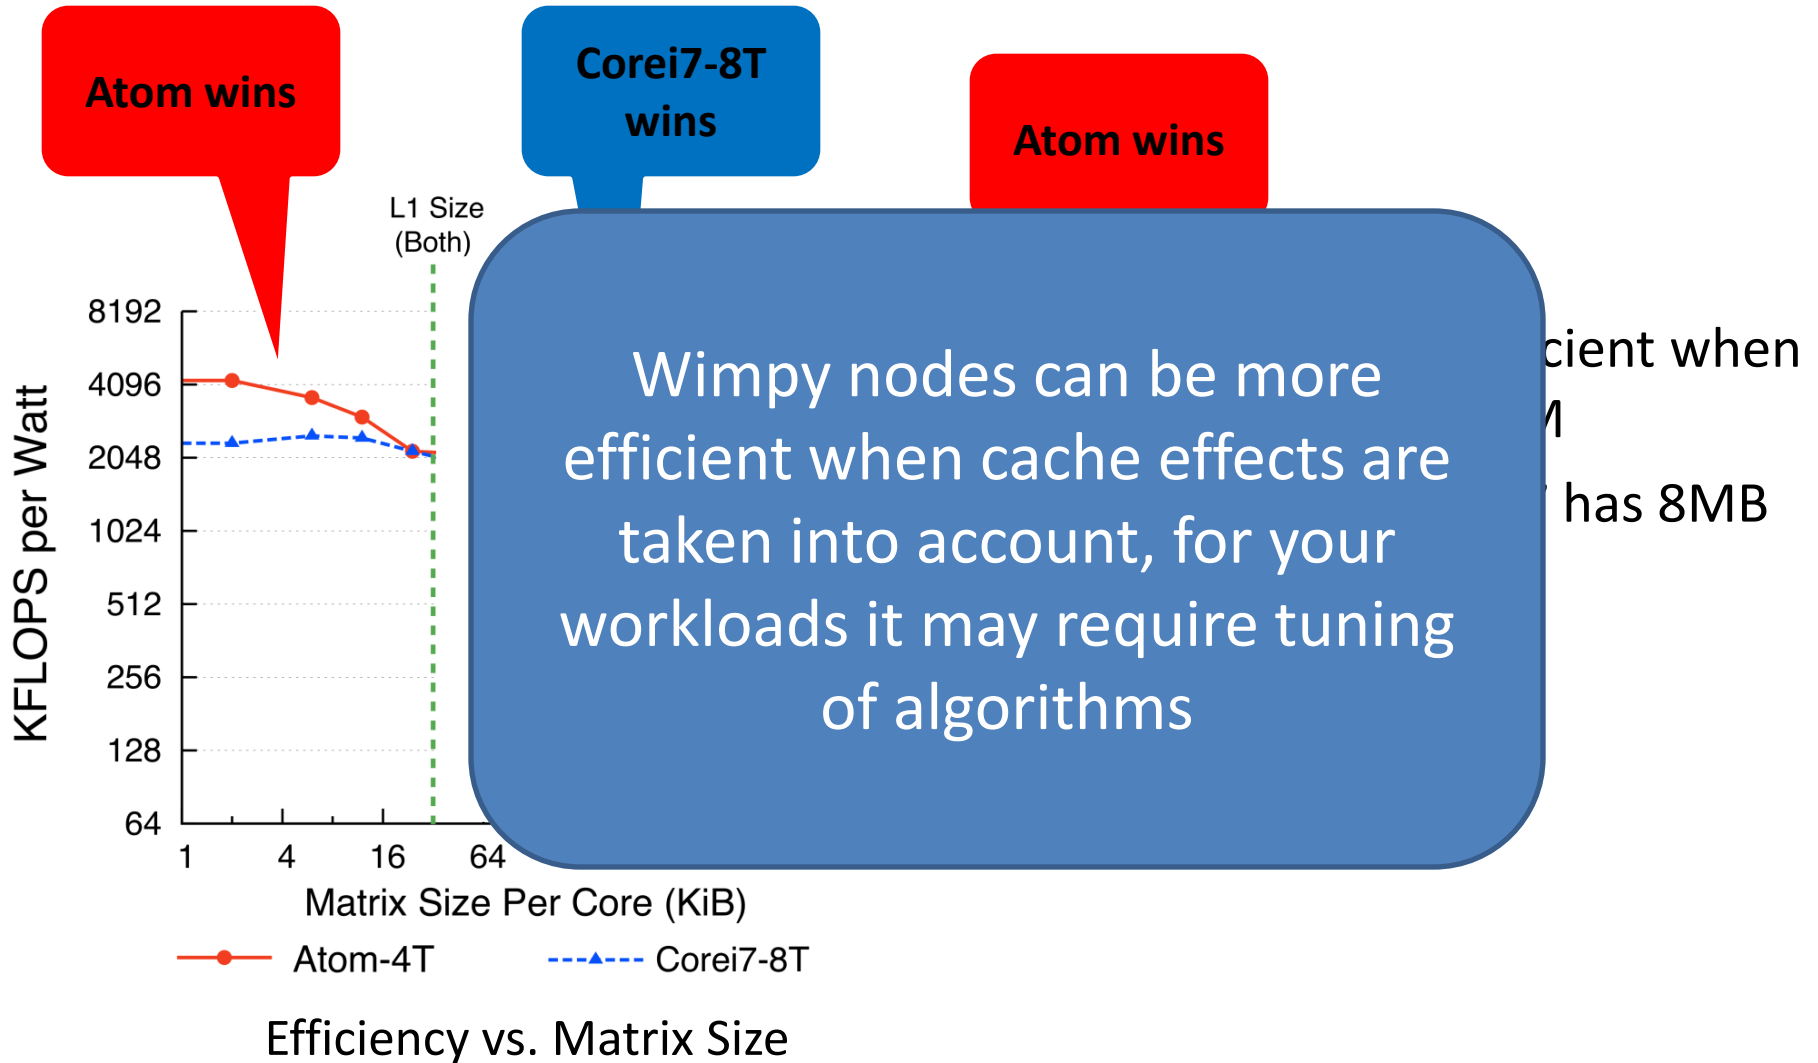 Atom wins
Corei7-8T
wins
Atom wins
L1 Size
(Both)
8192
4096
2048
1024
512
256
128
64
KFLOPS per Watt
1 4 16 64
Matrix Size Per Core (KiB)
Atom-4T Corei7-8T
Efficiency vs. Matrix Size
Wimpy nodes can be more
efficient when cache effects are
taken into account, for your
workloads it may require tuning
of algorithms
when
has 8MB